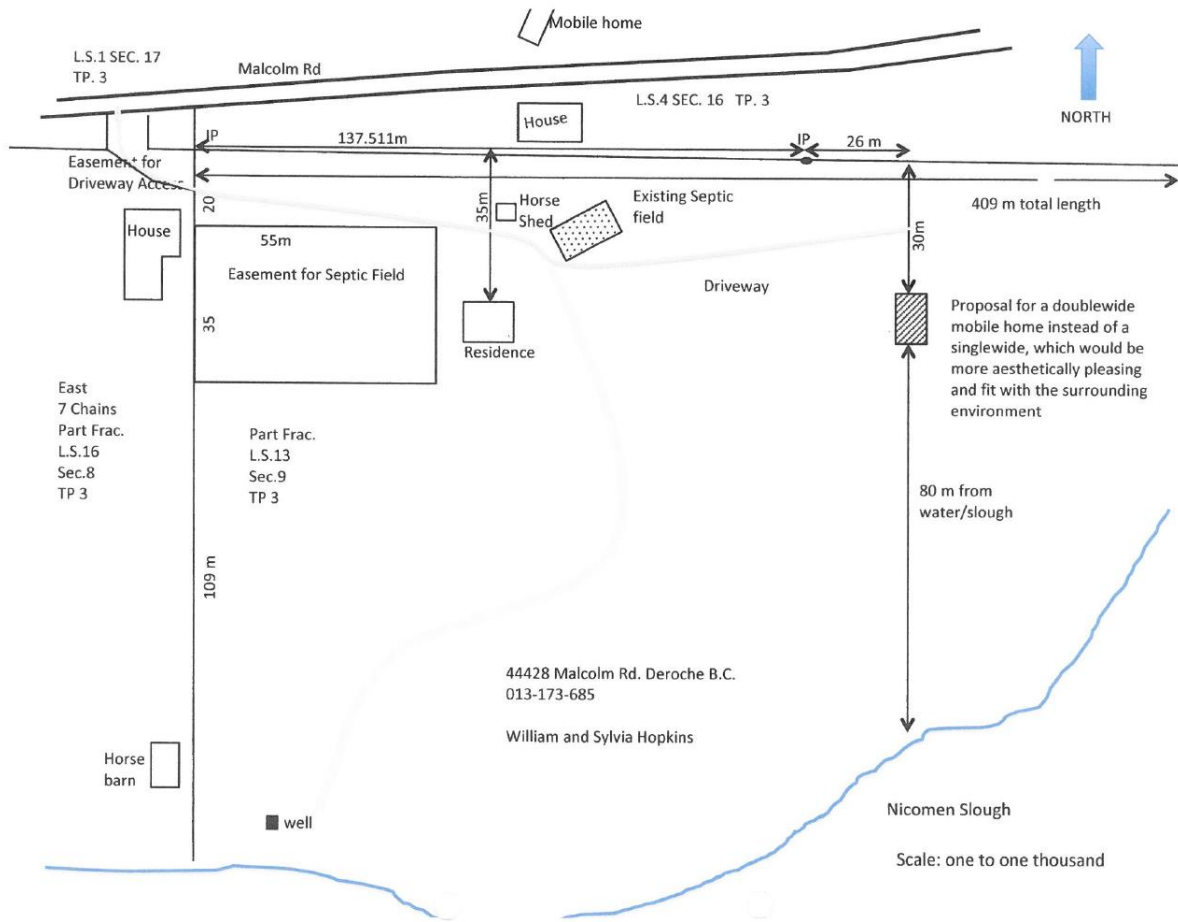 Mobile home
L.S.1 SEC. 17
TP. 3
Malcolm Rd
L.S.4 SEC. 16 TP. 3
NORTH
House
IP
137.511m
IP
26 m
Easement for
Driveway Access
20
35m
Horse
Shed
Existing Septic
field
409 m total length
30m
House
55m
Easement for Septic Field
Driveway
35
Residence
Proposal for a doublewide
mobile home instead of a
singlewide, which would be
more aesthetically pleasing
and fit with the surrounding
environment
East
7 Chains
Part Frac.
L.S.16
Sec.8
TP 3
Part Frac.
L.S.13
Sec.9
TP 3
80 m from
water/slough
109 m
44428 Malcolm Rd. Deroche B.C.
013-173-685
William and Sylvia Hopkins
Horse
barn
well
Nicomen Slough
Scale: one to one thousand